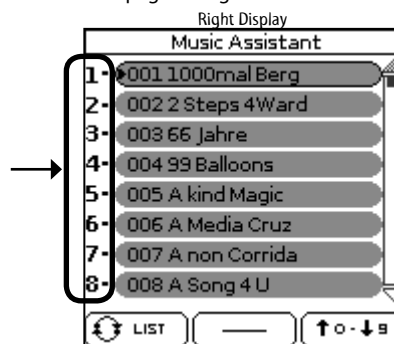 Right Display
Music Assistant
1- 001 1000mal Berg
2- 002 2 Steps 4Ward
3- 003 66 Jahre
4- 004 99 Balloons
5- 005 A kind Magic
6- 006 A Media Cruz
7- 007 A non Corrida
8- 008 A Song 4 U
LIST ↑0-↓9